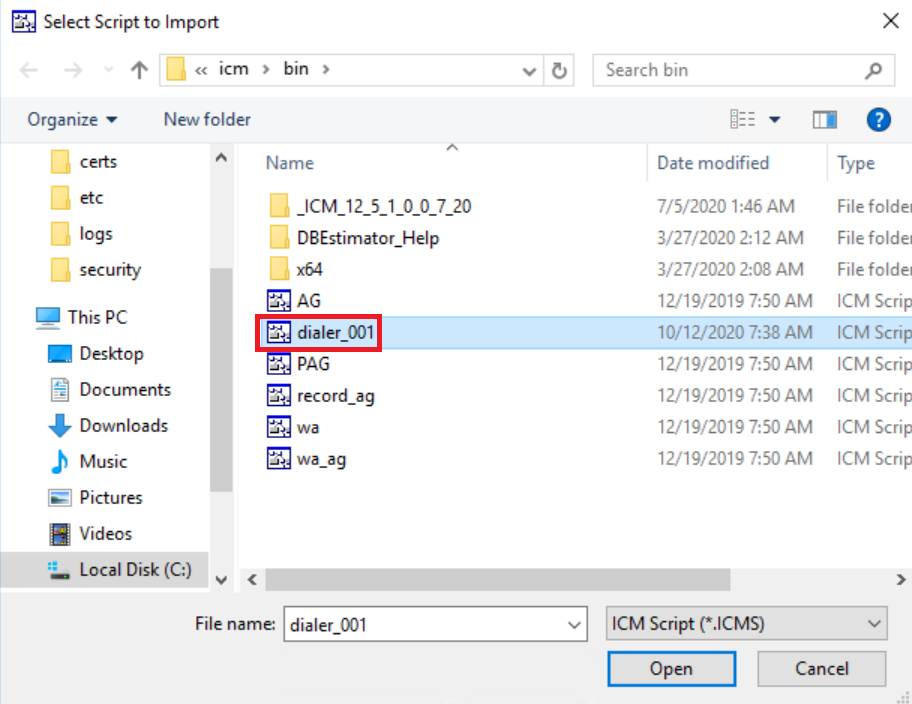 Select Script to Import
« icm > bin >
Search bin
Organize
New folder
?
certs
etc
logs
security
This PC
Desktop
Documents
Downloads
Music
Pictures
Videos
Local Disk (C:)
Name Date modified Type
_ICM_12_5_1_0_0_7_20 7/5/2020 1:46 AM File folder
DBEstimator_Help 3/27/2020 2:12 AM File folder
x64 3/27/2020 2:08 AM File folder
AG 12/19/2019 7:50 AM ICM Scrip
dialer_001 10/12/2020 7:38 AM ICM Scrip
PAG 12/19/2019 7:50 AM ICM Scrip
record_ag 12/19/2019 7:50 AM ICM Scrip
wa 12/19/2019 7:50 AM ICM Scrip
wa_ag 12/19/2019 7:50 AM ICM Scrip
File name: dialer_001
ICM Script (*.ICMS)
Open
Cancel